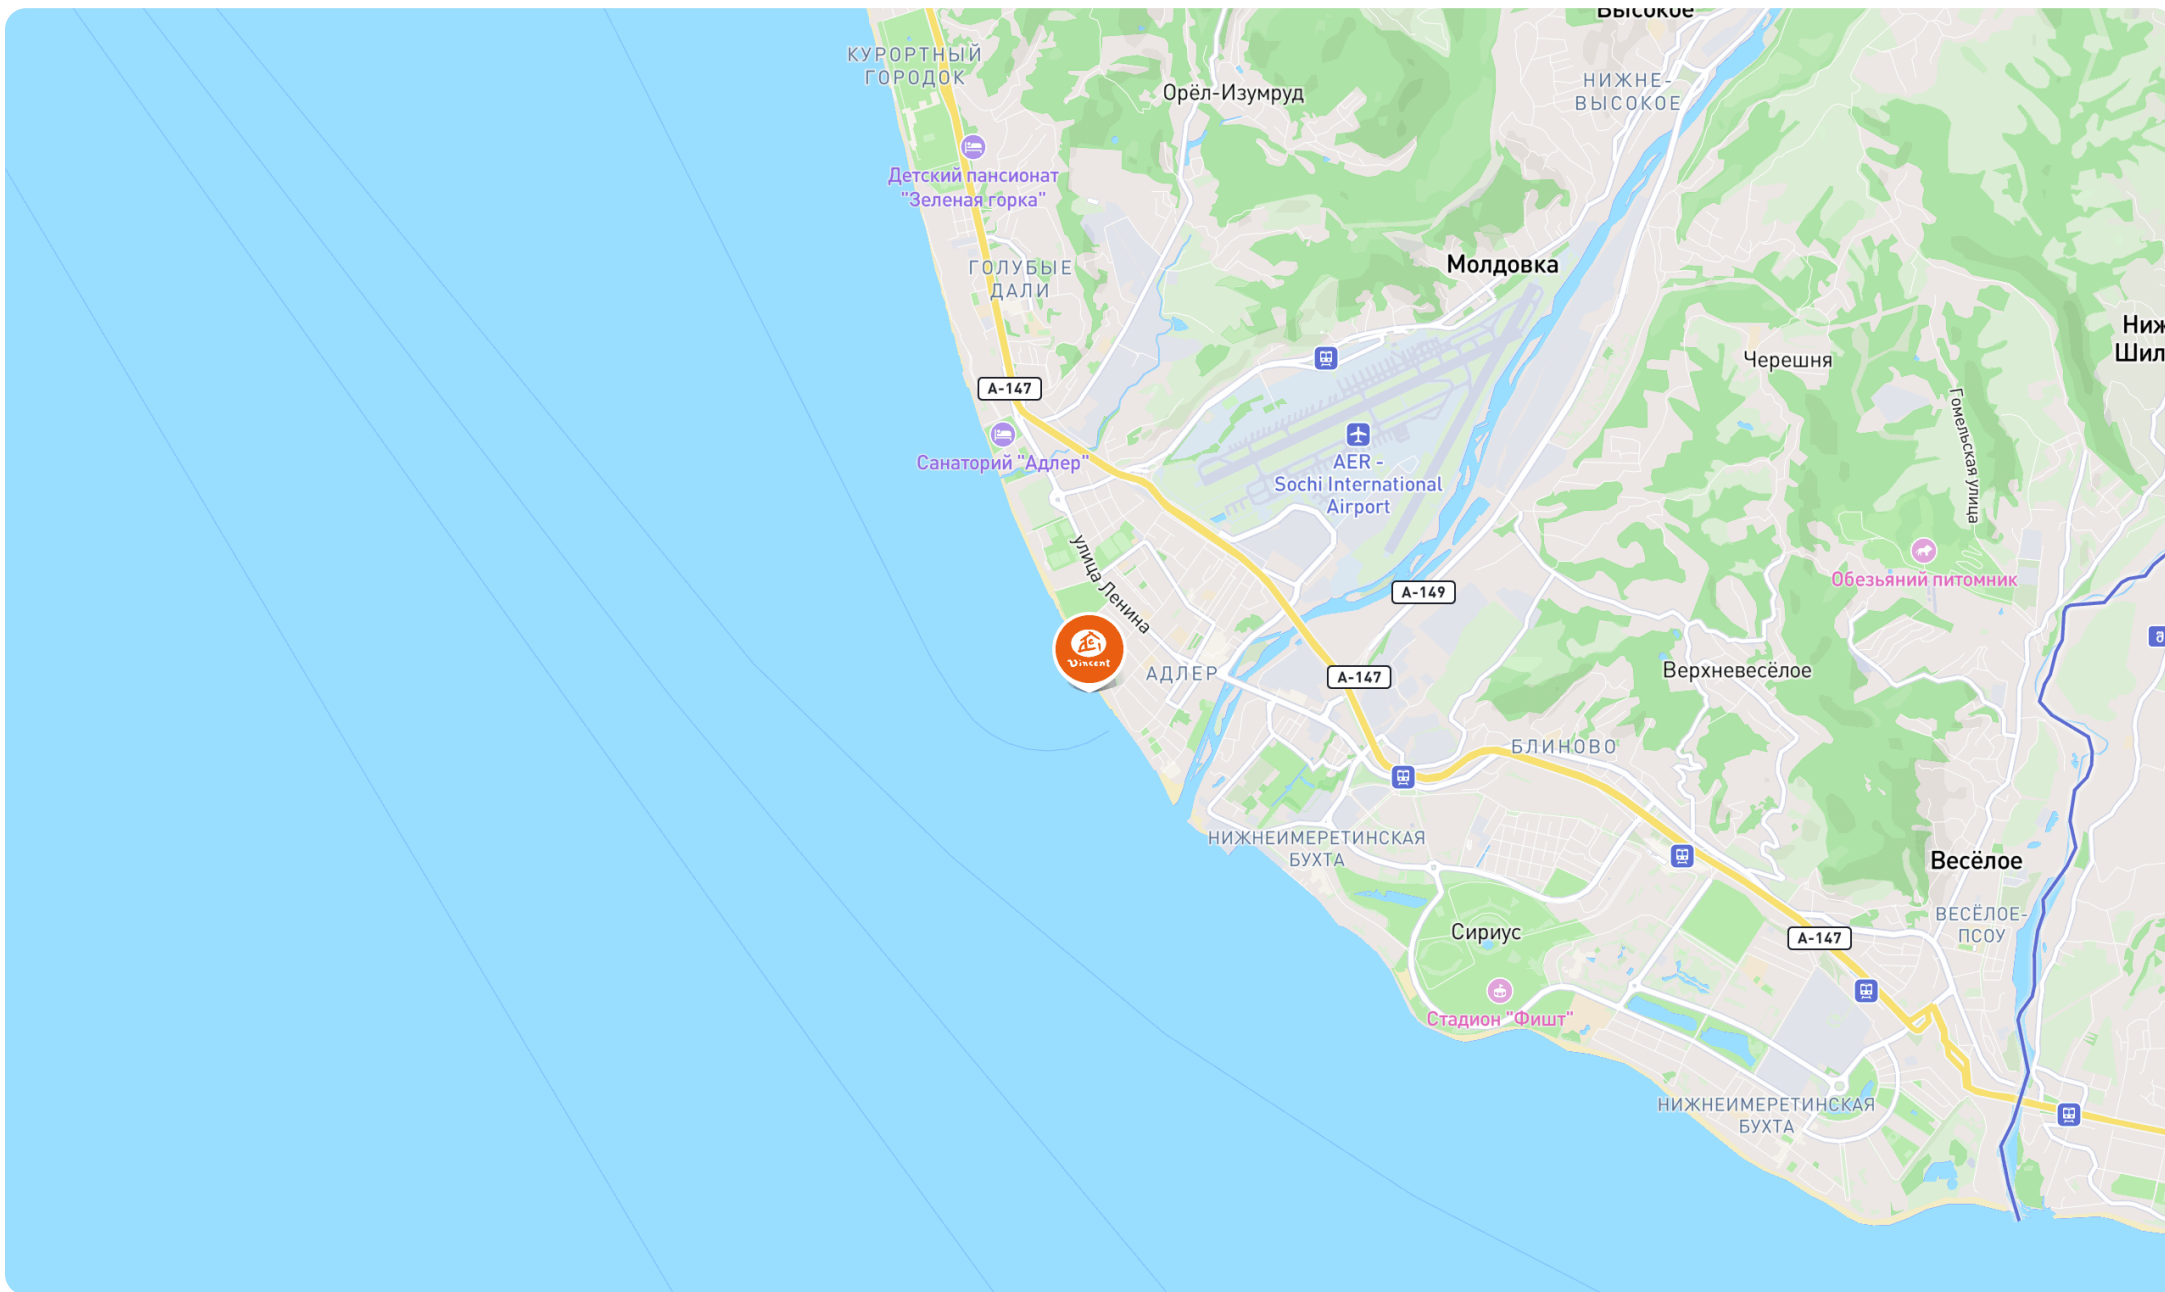 Высокое
КУРОРТНЫЙ
ГОРОДОК
Орёл-Изумруд
НИЖНЕ-
ВЫСОКОЕ
Детский пансионат
"Зеленая горка"
ГОЛУБЫЕ
ДАЛИ
Молдовка
Ниж
Шил
Черешня
A-147
Гомельская улица
Санаторий "Адлер"
AER -
Sochi International
Airport
улица Ленина
A-149
Обезьяний питомник
Vincent
АДЛЕР
A-147
Верхневесёлое
БЛИНОВО
НИЖНЕИМЕРЕТИНСКАЯ
БУХТА
Весёлое
Сириус
ВЕСЁЛОЕ-
ПСОУ
A-147
Стадион "Фишт"
НИЖНЕИМЕРЕТИНСКАЯ
БУХТА